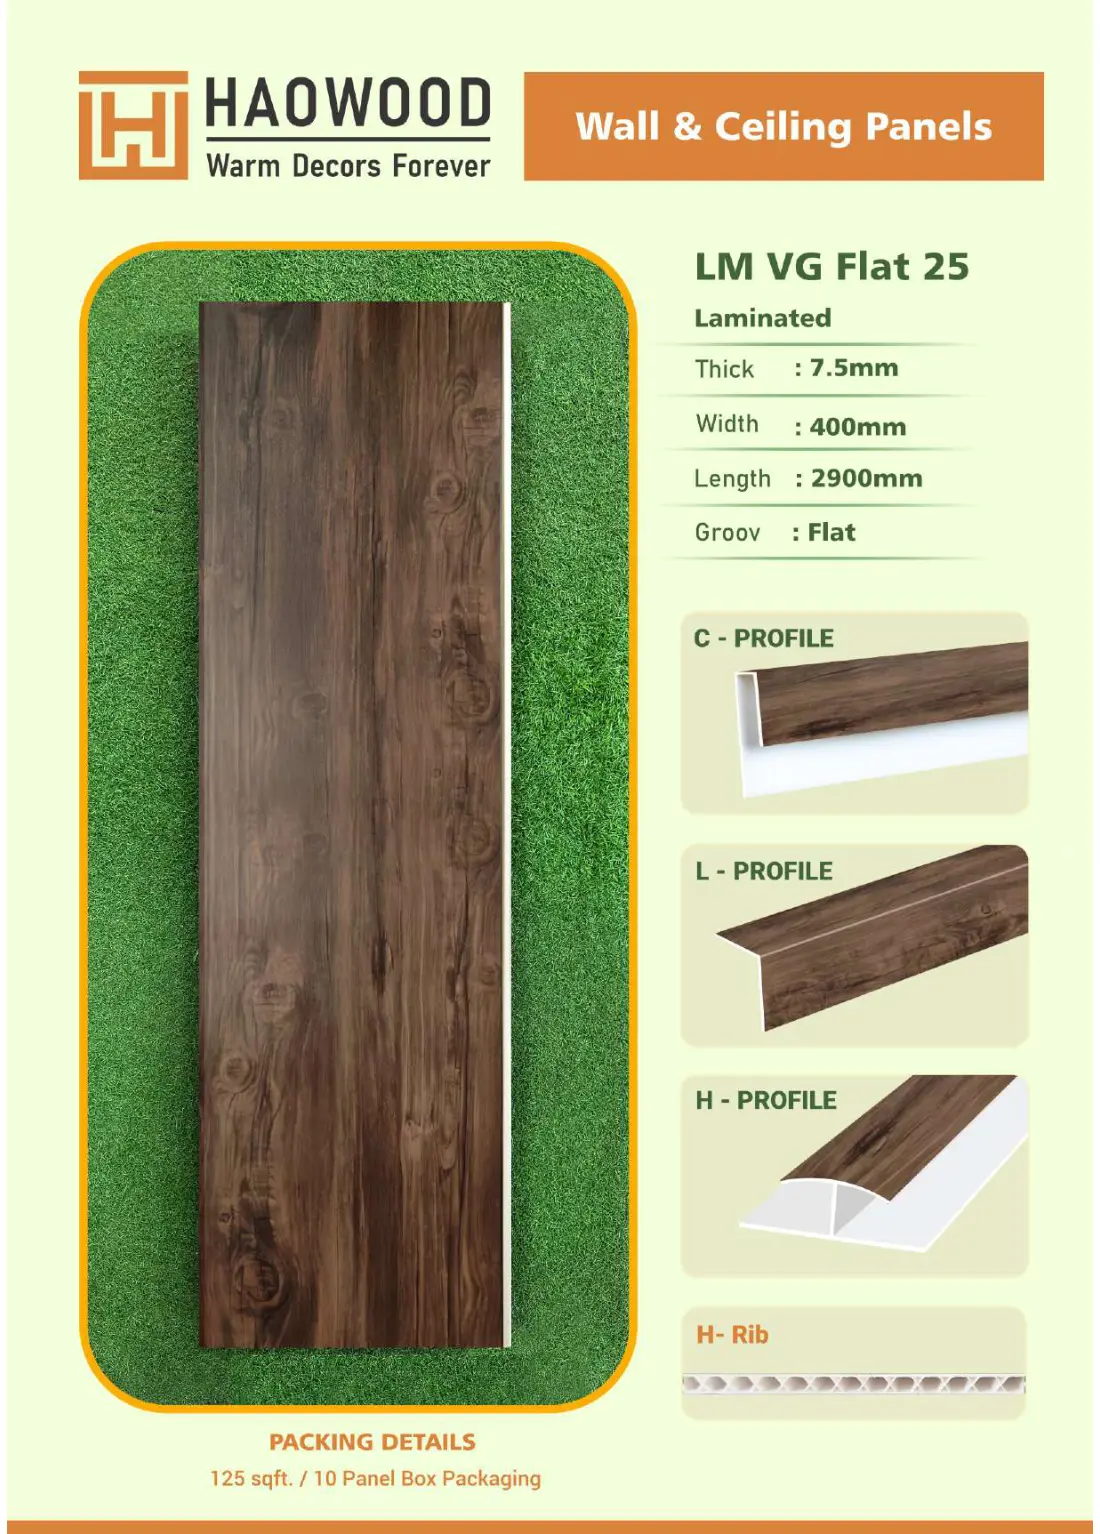 HAOWOOD
Warm Decors Forever
Wall & Ceiling Panels
LM VG Flat 25
Laminated
Thick : 7.5mm
Width : 400mm
Length : 2900mm
Groov : Flat
C - PROFILE
L - PROFILE
H - PROFILE
H- Rib
PACKING DETAILS
125 sqft. / 10 Panel Box Packaging